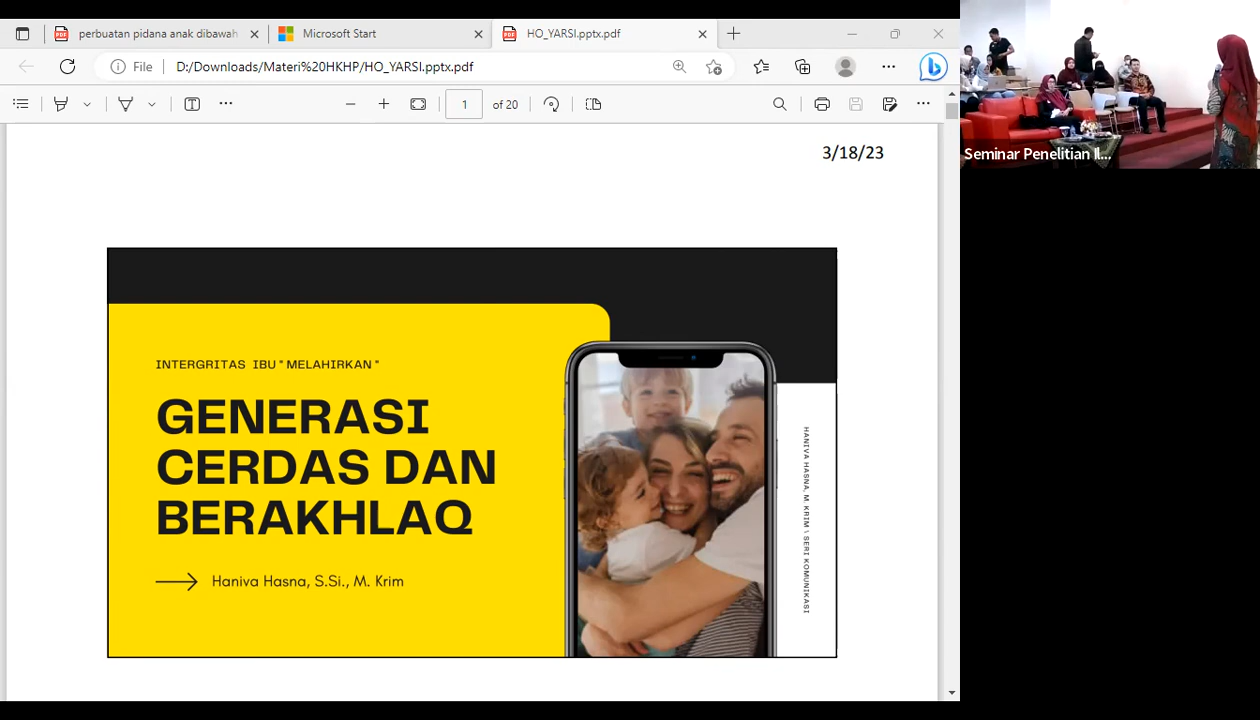 perbuatan pidana anak dibawah
Microsoft Start
HO_YARSI.pptx.pdf
File
D:/Downloads/Materi%20HKHP/HO_YARSI.pptx.pdf
1 of 20
3/18/23
INTERGRITAS IBU "MELAHIRKAN"
GENERASI
CERDAS DAN
BERAKHLAQ
Haniva Hasna, S.Si., M. Krim
HANIVA HASNA, M. KRIM \ SERI KOMUNIKASI
Seminar Penelitian Il...